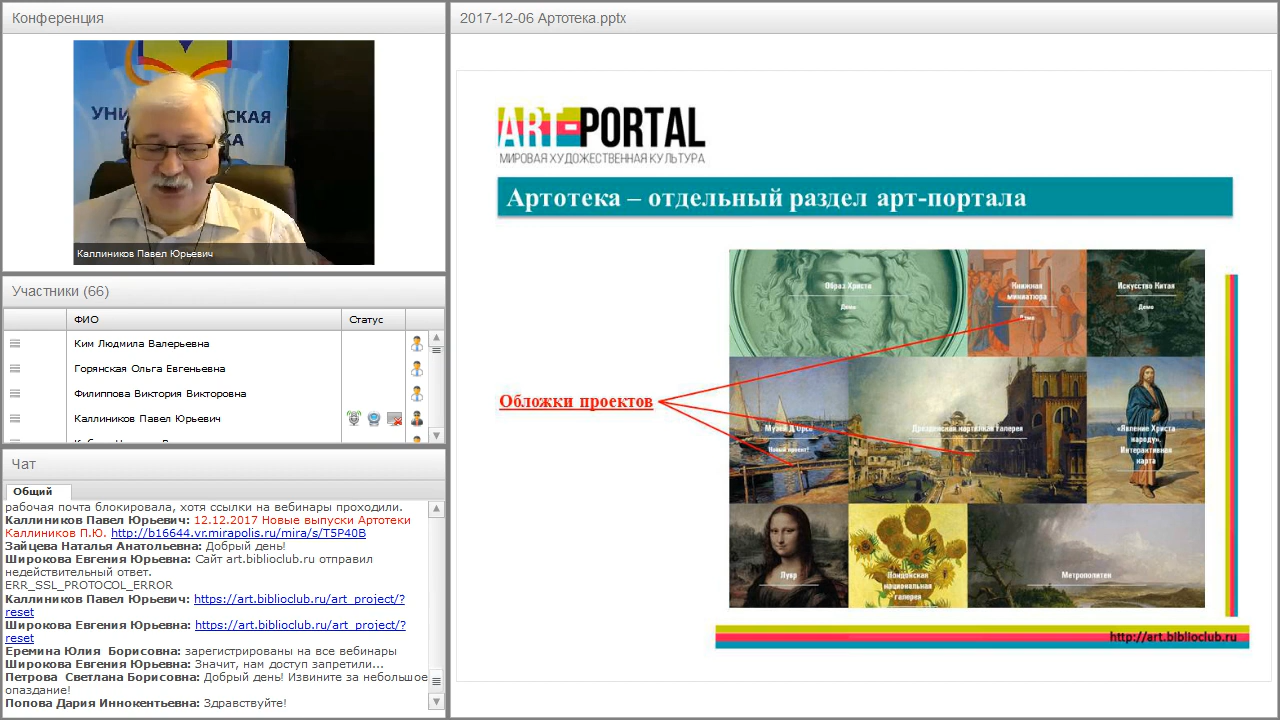 Конференция
УНИ
СКАЯ
КА
Каллиников Павел Юрьевич
Участники (66)
ФИО
Статус
Ким Людмила Валерьевна
Горянская Ольга Евгеньевна
Филиппова Виктория Викторовна
Каллиников Павел Юрьевич
Чат
Общий
рабочая почта блокировала, хотя ссылки на вебинары проходили.
Каллиников Павел Юрьевич: 12.12.2017 Новые выпуски Артотеки
Каллиников П.Ю. http://b16644.vr.mirapolis.ru/mira/s/T5P40B
Зайцева Наталья Анатольевна: Добрый день!
Широкова Евгения Юрьевна: Сайт art.biblioclub.ru отправил
недействительный ответ.
ERR_SSL_PROTOCOL_ERROR
Каллиников Павел Юрьевич: https://art.biblioclub.ru/art_project/?
reset
Широкова Евгения Юрьевна: https://art.biblioclub.ru/art_project/?
reset
Еремина Юлия Борисовна: зарегистрированы на все вебинары
Широкова Евгения Юрьевна: Значит, нам доступ запретили...
Петрова Светлана Борисовна: Добрый день! Извините за небольшое
опаздание!
Попова Дария Иннокентьевна: Здравствуйте!
2017-12-06 Артотека.pptx
ART-PORTAL
МИРОВАЯ ХУДОЖЕСТВЕННАЯ КУЛЬТУРА
Артотека – отдельный раздел арт-портала
Образ Христа
Демо
Книжная
миниатюра
Демо
Искусство Китая
Демо
Обложки проектов
Музей Д'Орсе
Новый проект!
Дрезденская картинная галерея
«Явление Христа
народу».
Интерактивная
карта
Лувр
Лондонская
национальная
галерея
Метрополитен
http://art.biblioclub.ru